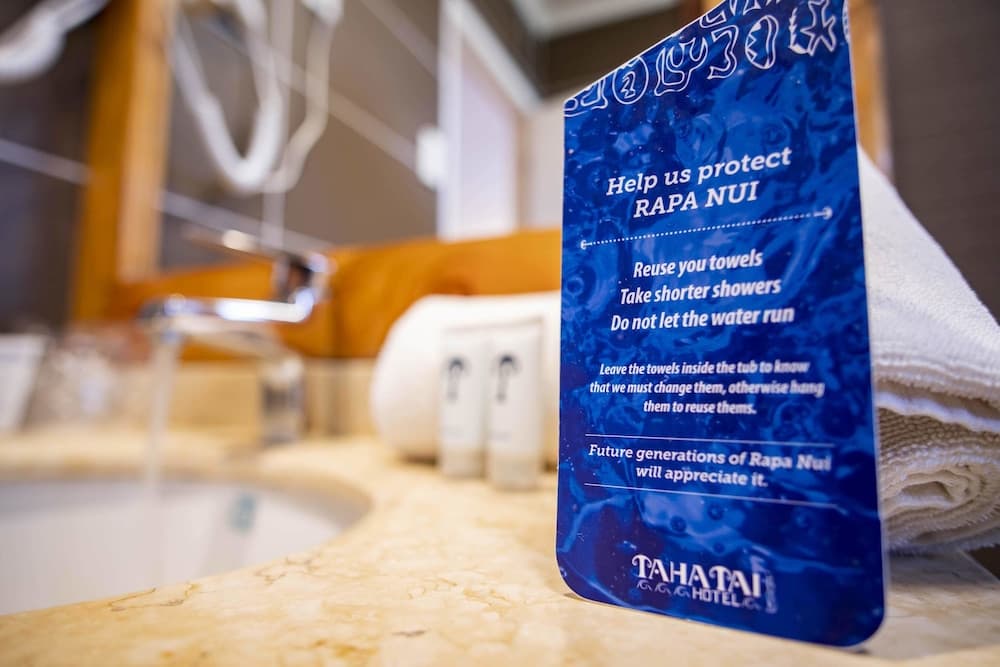 Help us protect
RAPA NUI
Reuse you towels
Take shorter showers
Do not let the water run
Leave the towels inside the tub to know
that we must change them, otherwise hang
them to reuse thems.
Future generations of Rapa Nui
will appreciate it.
TAHATAI
HOTEL